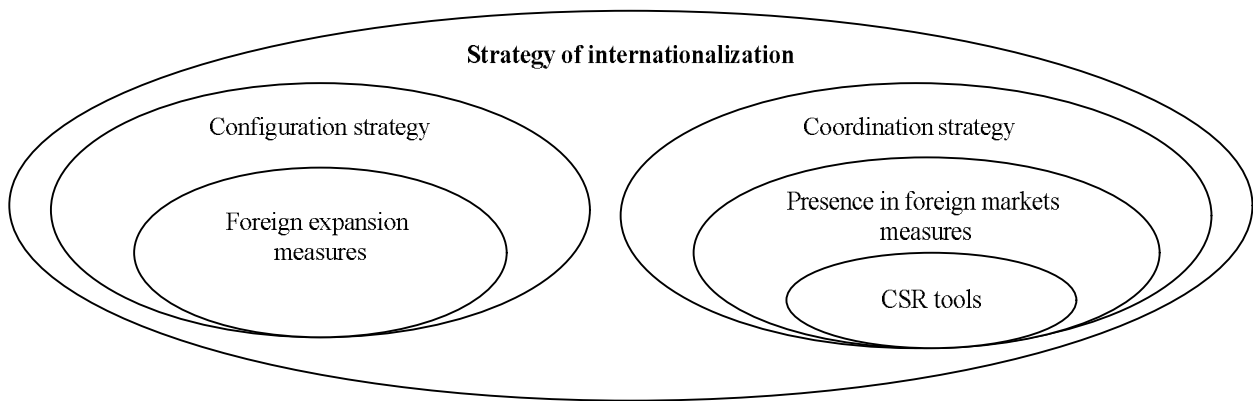 Strategy of internationalization
Configuration strategy
Coordination strategy
Foreign expansion
measures
Presence in foreign markets
measures
CSR tools